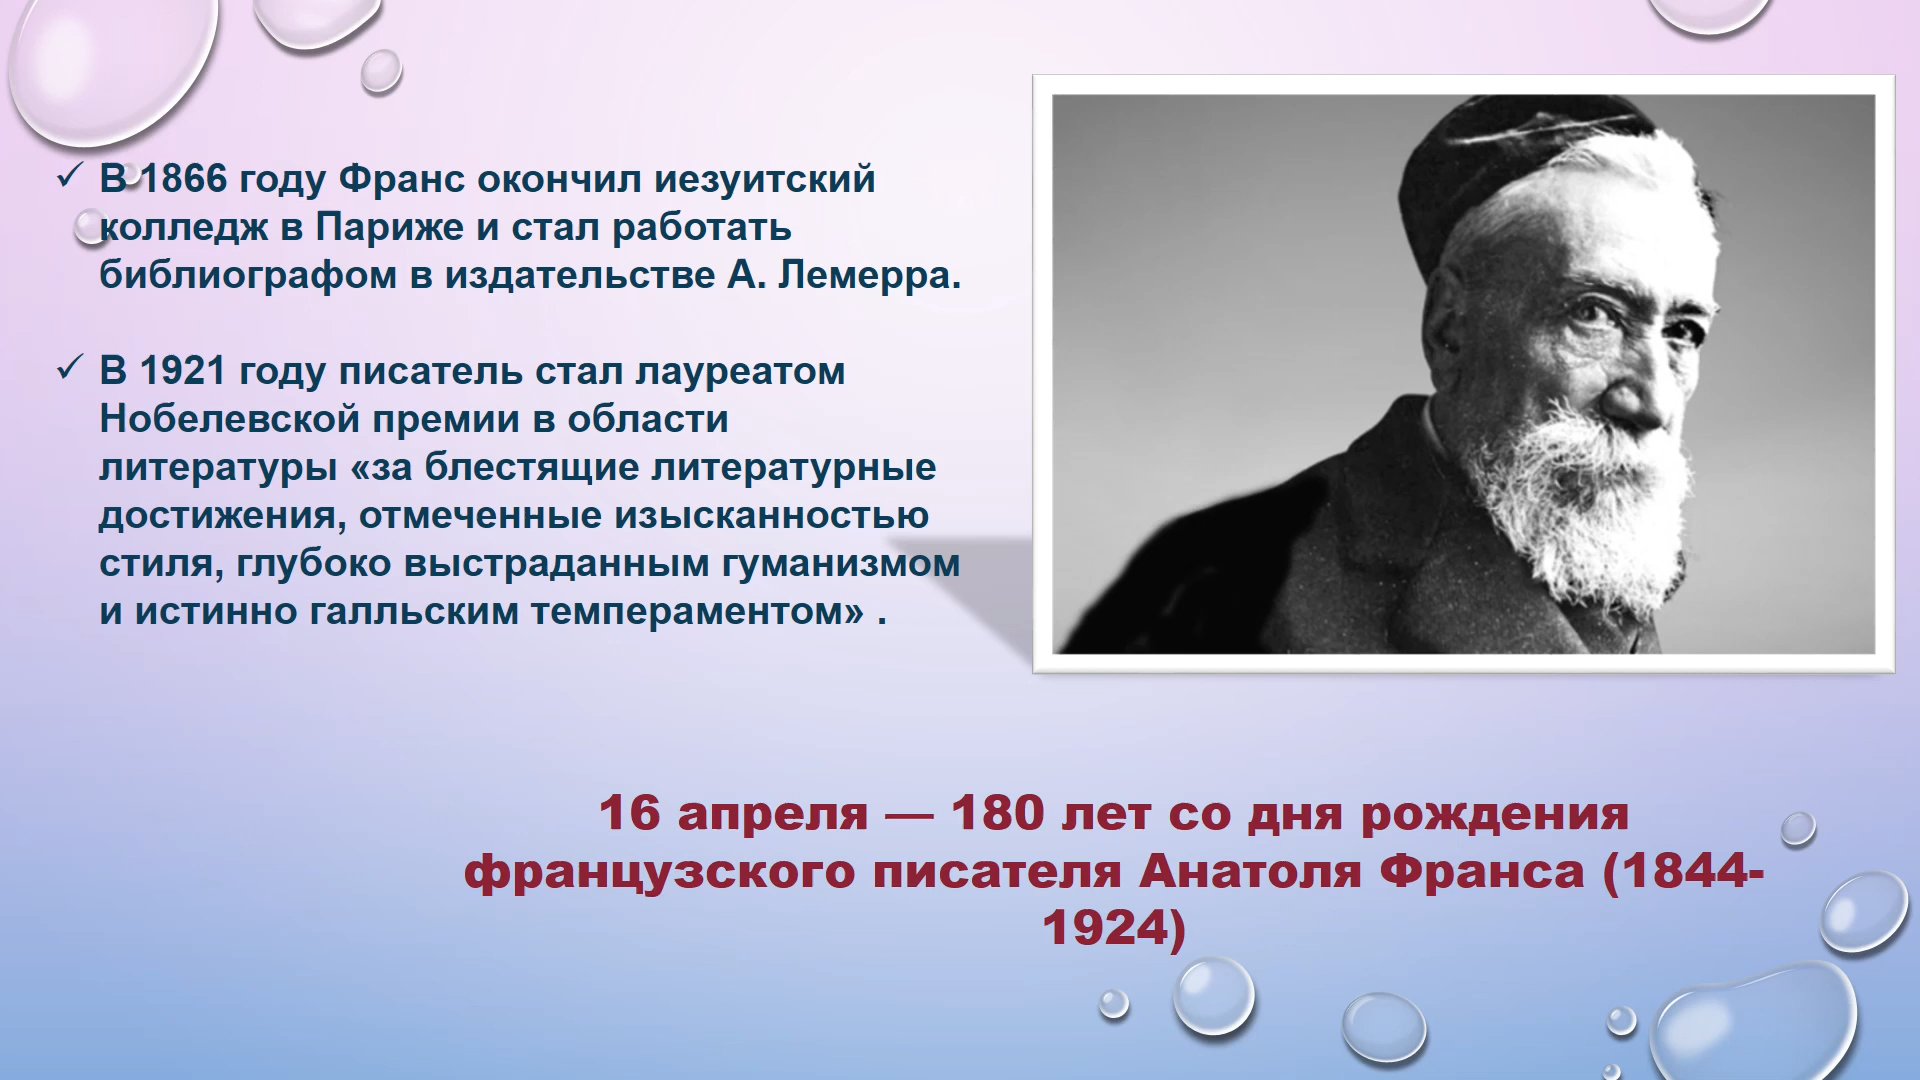 ✓ В 1866 году Франс окончил иезуитский
колледж в Париже и стал работать
библиографом в издательстве А. Лемерра.
✓ В 1921 году писатель стал лауреатом
Нобелевской премии в области
литературы «за блестящие литературные
достижения, отмеченные изысканностью
стиля, глубоко выстраданным гуманизмом
и истинно галльским темпераментом» .
16 апреля — 180 лет со дня рождения
французского писателя Анатоля Франса (1844-
1924)